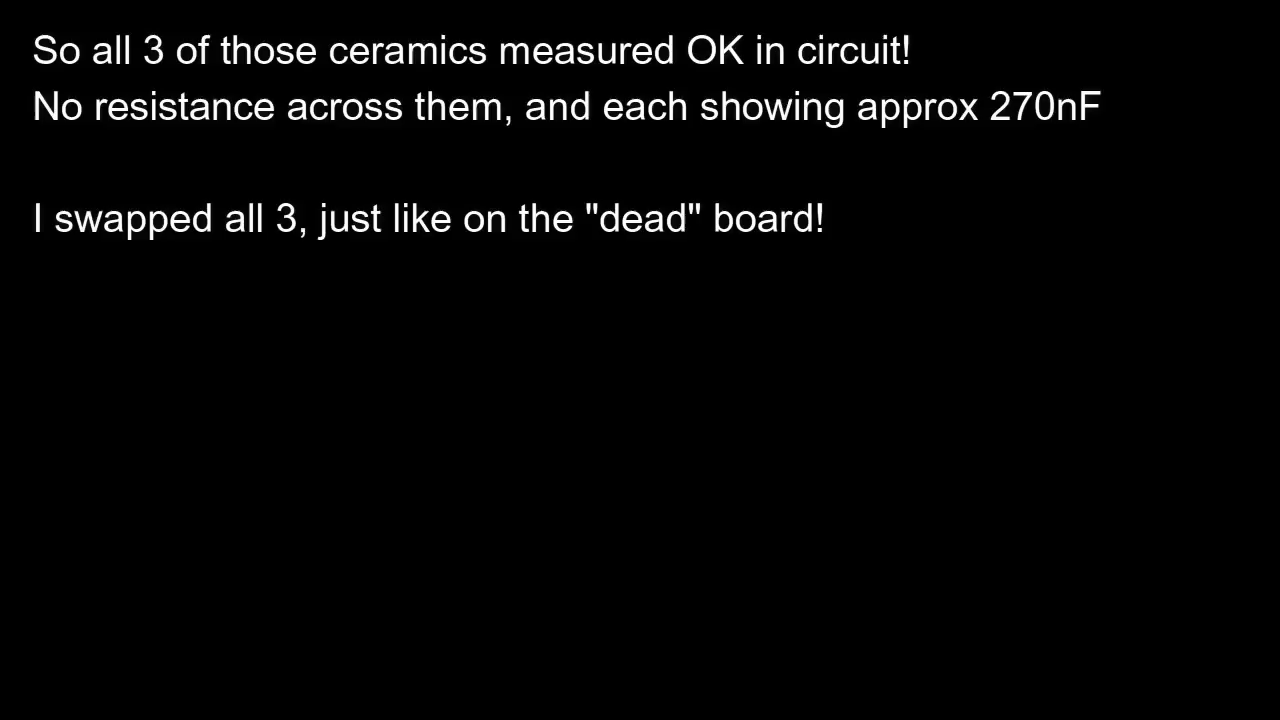 So all 3 of those ceramics measured OK in circuit!
No resistance across them, and each showing approx 270nF
I swapped all 3, just like on the "dead" board!